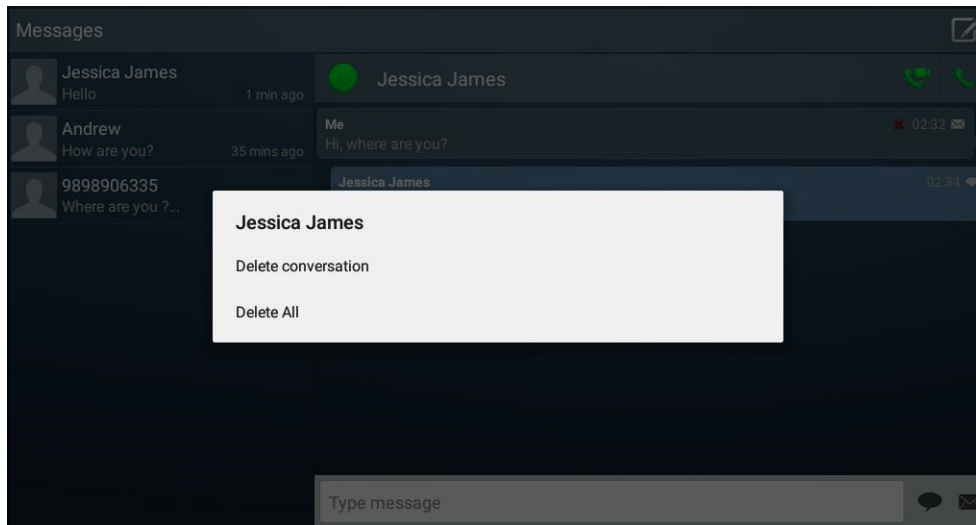 Messages
Jessica James
Hello
1 min ago
Andrew
How are you?
35 mins ago
9898906335
Where are you ?...
Jessica James
Me
02:32
Hi, where are you?
Jessica James
02:34
Jessica James
Delete conversation
Delete All
Type message